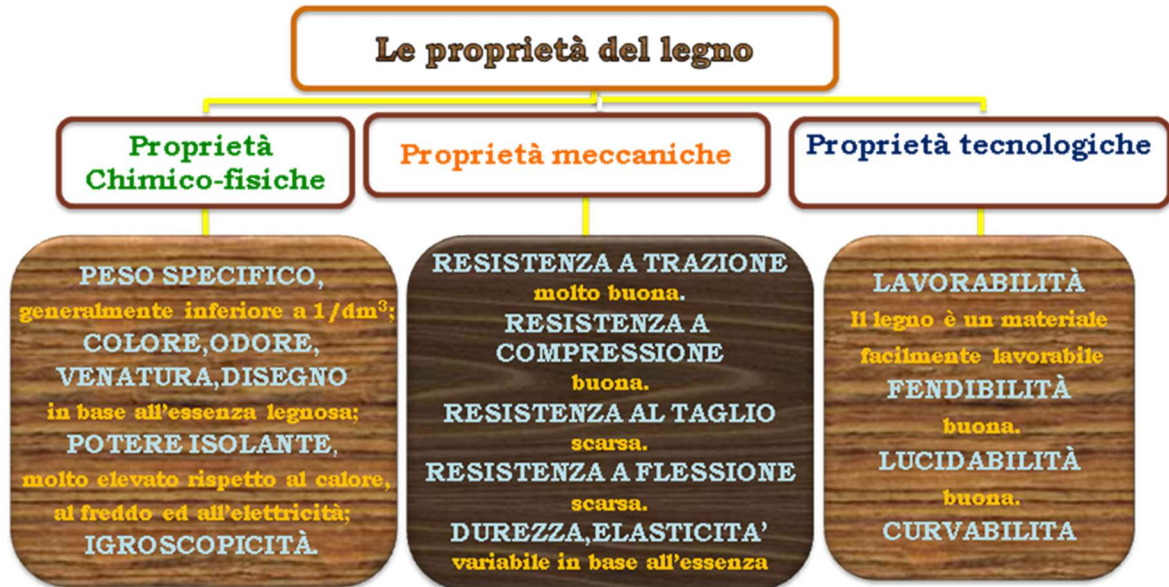 Le proprietà del legno
Proprietà
Chimico-fisiche
PESO SPECIFICO,
generalmente inferiore a 1/dm³;
COLORE,ODORE,
VENATURA,DISEGNO
in base all'essenza legnosa;
POTERE ISOLANTE,
molto elevato rispetto al calore,
al freddo ed all'elettricità;
IGROSCOPICITÀ.
Proprietà meccaniche
RESISTENZA A TRAZIONE
molto buona.
RESISTENZA A
COMPRESSIONE
buona.
RESISTENZA AL TAGLIO
scarsa.
RESISTENZA A FLESSIONE
scarsa.
DUREZZA,ELASTICITA'
variabile in base all'essenza
Proprietà tecnologiche
LAVORABILITÀ
Il legno è un materiale
facilmente lavorabile
FENDIBILITÀ
buona.
LUCIDABILITÀ
buona.
CURVABILITA